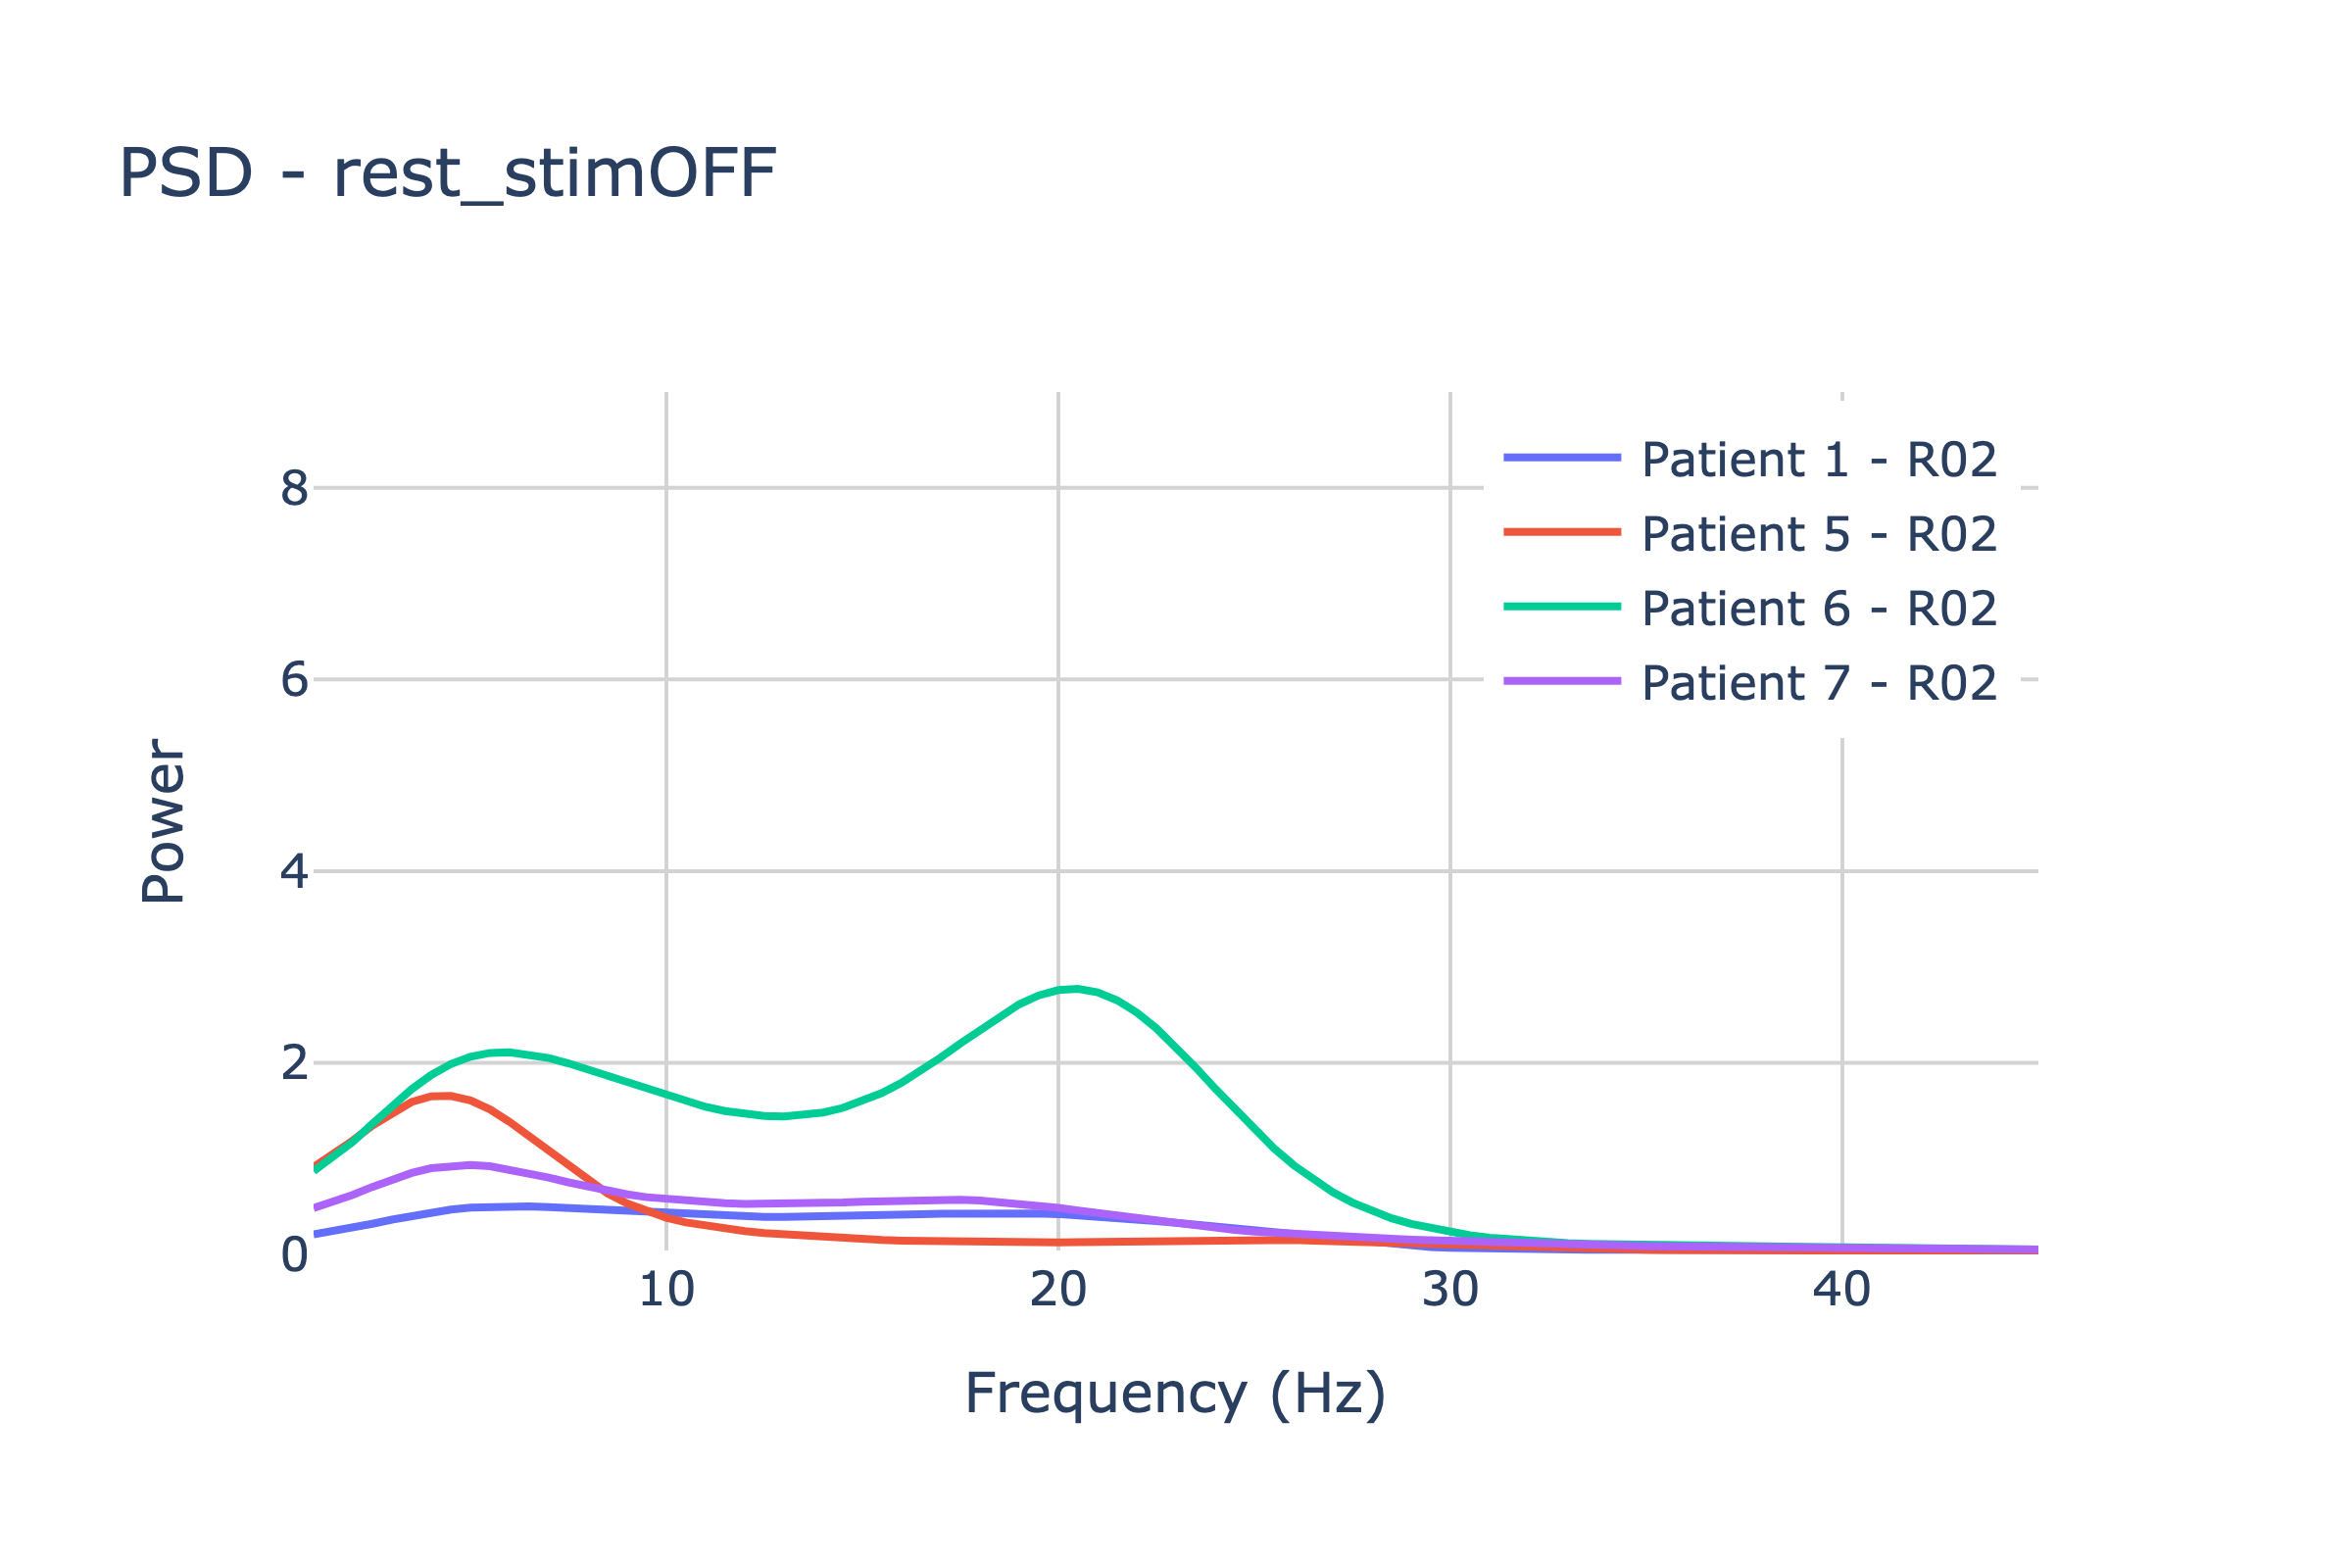 PSD - rest_stimOFF
Patient 1 - R02
Patient 5 - R02
Patient 6 - R02
Patient 7 - R02
8
6
4
2
0
Power
10
20
30
40
Frequency (Hz)